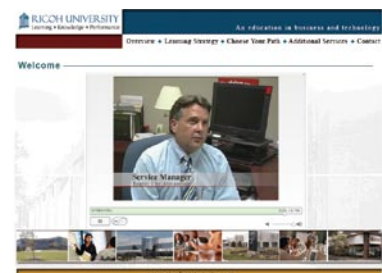 RICOH UNIVERSITY
Learning • Knowledge • Performance
An education in business and technology
Overview + Learning Strategy + Choose Your Path + Additional Services + Contact
Welcome
Service Manager